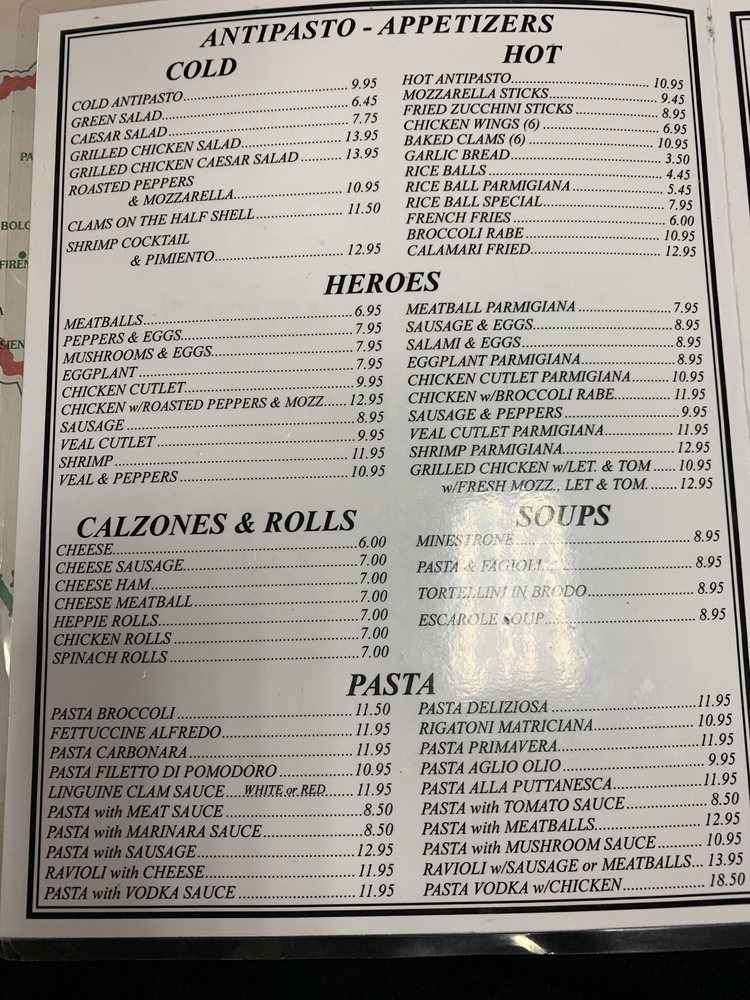 ANTIPASTO - APPETIZERS
COLD
COLD ANTIPASTO 9.95
GREEN SALAD 6.45
CAESAR SALAD 7.75
GRILLED CHICKEN SALAD 13.95
GRILLED CHICKEN CAESAR SALAD 13.95
ROASTED PEPPERS
& MOZZARELLA 10.95
CLAMS ON THE HALF SHELL 11.50
SHRIMP COCKTAIL
& PIMIENTO 12.95
HOT
HOT ANTIPASTO 10.95
MOZZARELLA STICKS 9.45
FRIED ZUCCHINI STICKS 8.95
CHICKEN WINGS (6) 6.95
BAKED CLAMS (6) 10.95
GARLIC BREAD 3.50
RICE BALLS 4.45
RICE BALL PARMIGIANA 5.45
RICE BALL SPECIAL 7.95
FRENCH FRIES 6.00
BROCCOLI RABE 10.95
CALAMARI FRIED 12.95
HEROES
MEATBALLS 6.95
PEPPERS & EGGS 7.95
MUSHROOMS & EGGS 7.95
EGGPLANT 7.95
CHICKEN CUTLET 9.95
CHICKEN w/ROASTED PEPPERS & MOZZ 12.95
SAUSAGE 8.95
VEAL CUTLET 9.95
SHRIMP 11.95
VEAL & PEPPERS 10.95
MEATBALL PARMIGIANA 7.95
SAUSAGE & EGGS 8.95
SALAMI & EGGS 8.95
EGGPLANT PARMIGIANA 8.95
CHICKEN CUTLET PARMIGIANA 10.95
CHICKEN w/BROCCOLI RABE 11.95
SAUSAGE & PEPPERS 9.95
VEAL CUTLET PARMIGIANA 11.95
SHRIMP PARMIGIANA 12.95
GRILLED CHICKEN w/LET. & TOM 10.95
w/FRESH MOZZ., LET & TOM. 12.95
CALZONES & ROLLS
CHEESE 6.00
CHEESE SAUSAGE 7.00
CHEESE HAM 7.00
CHEESE MEATBALL 7.00
HEPPIE ROLLS 7.00
CHICKEN ROLLS 7.00
SPINACH ROLLS 7.00
SOUPS
MINESTRONE 8.95
PASTA & FAGIOLI 8.95
TORTELLINI IN BRODO 8.95
ESCAROLE SOUP 8.95
PASTA
PASTA BROCCOLI 11.50
FETTUCCINE ALFREDO 11.95
PASTA CARBONARA 11.95
PASTA FILETTO DI POMODORO 10.95
LINGUINE CLAM SAUCE WHITE or RED 11.95
PASTA with MEAT SAUCE 8.50
PASTA with MARINARA SAUCE 8.50
PASTA with SAUSAGE 12.95
RAVIOLI with CHEESE 11.95
PASTA with VODKA SAUCE 11.95
PASTA DELIZIOSA 11.95
RIGATONI MATRICIANA 10.95
PASTA PRIMAVERA 11.95
PASTA AGLIO OLIO 9.95
PASTA ALLA PUTTANESCA 11.95
PASTA with TOMATO SAUCE 8.50
PASTA with MEATBALLS 12.95
PASTA with MUSHROOM SAUCE 10.95
RAVIOLI w/SAUSAGE or MEATBALLS 13.95
PASTA VODKA w/CHICKEN 18.50